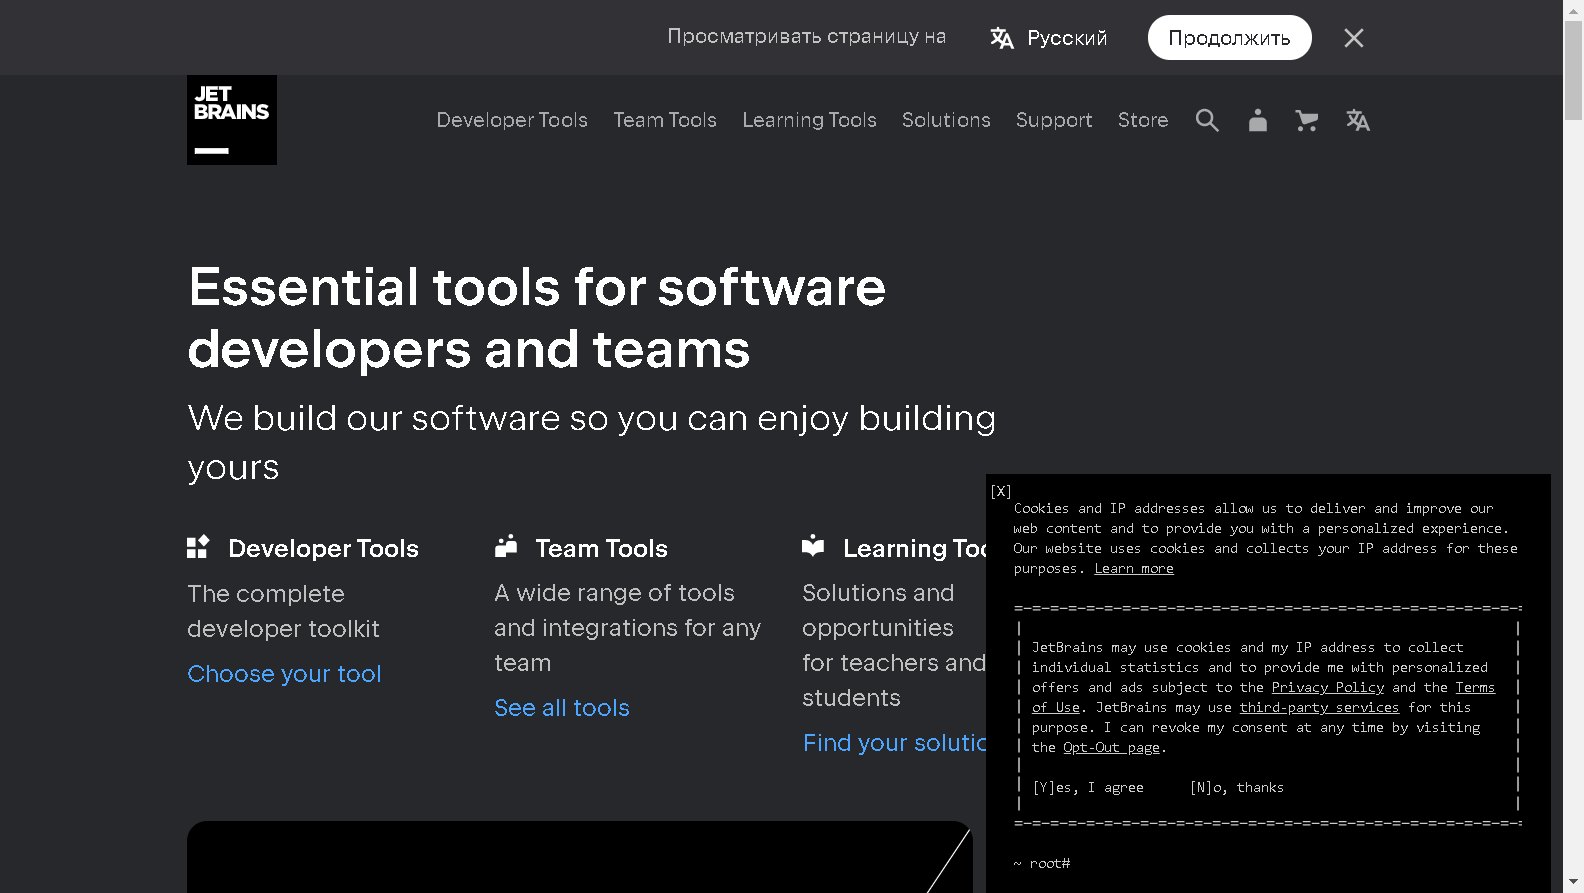 Просматривать страницу на
Русский
Продолжить
JET
BRAINS
Developer Tools
Team Tools
Learning Tools
Solutions
Support
Store
Essential tools for software
developers and teams
We build our software so you can enjoy building
yours
Developer Tools
The complete
developer toolkit
Choose your tool
Team Tools
A wide range of tools
and integrations for any
team
See all tools
Learning
Solutions and
opportunities
for teachers and
students
Find your
[X]
Cookies and IP addresses allow us to deliver and improve our
web content and to provide you with a personalized experience.
Our website uses cookies and collects your IP address for these
purposes. Learn more
JetBrains may use cookies and my IP address to collect
individual statistics and to provide me with personalized
offers and ads subject to the Privacy Policy and the Terms
of Use. JetBrains may use third-party services for this
purpose. I can revoke my consent at any time by visiting
the Opt-Out page.
[Y]es, I agree
[N]o, thanks
~ root#